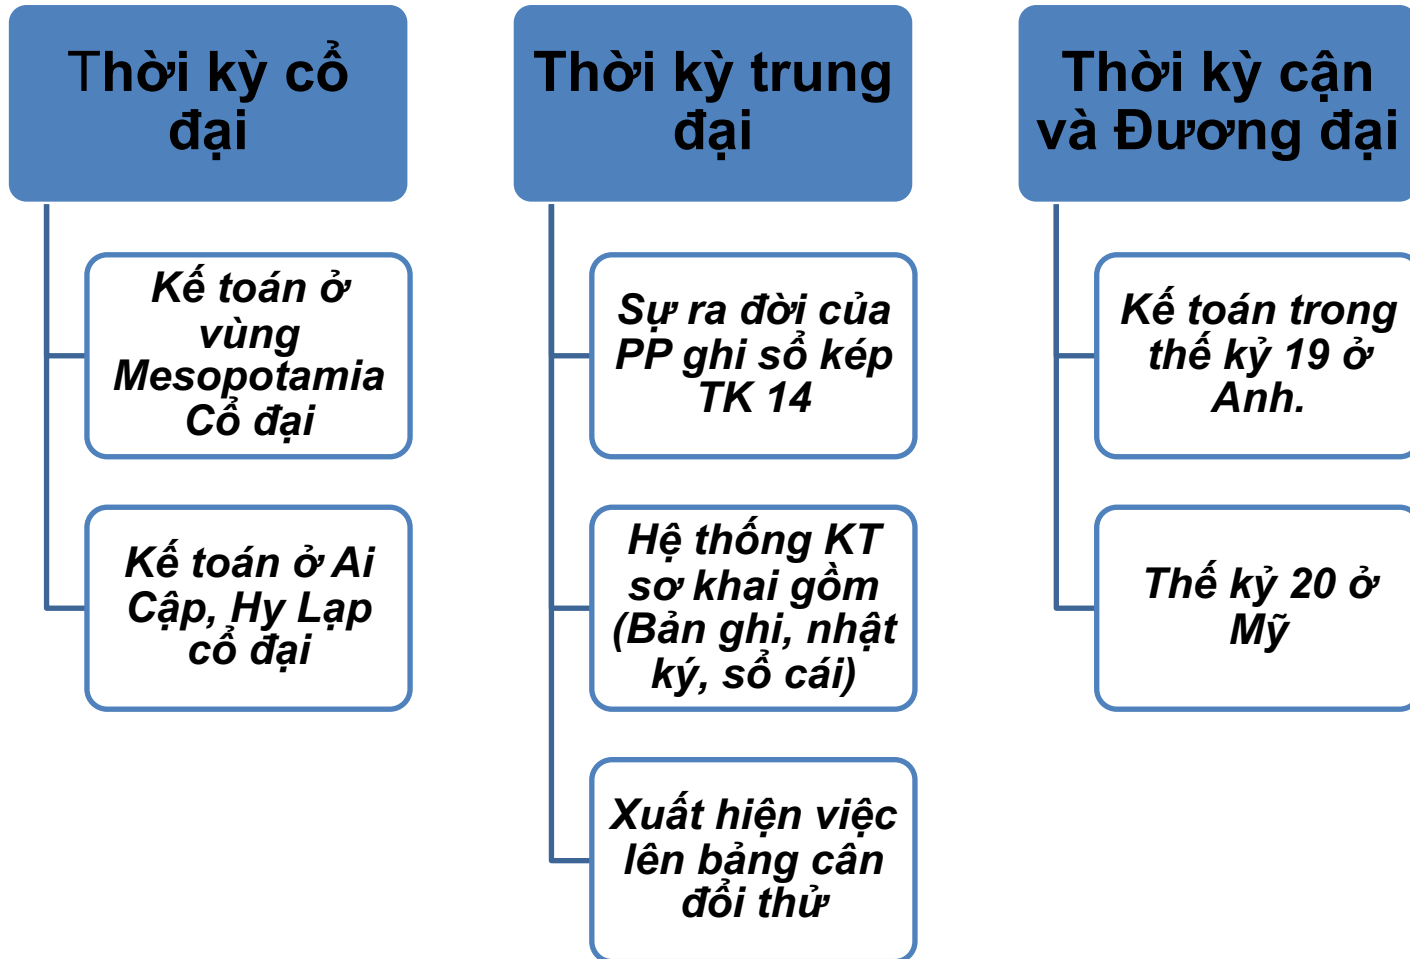 Thời kỳ cổ
đại
Kế toán ở
vùng
Mesopotamia
Cổ đại
Kế toán ở Ai
Cập, Hy Lạp
cổ đại
Thời kỳ trung
đại
Sự ra đời của
PP ghi sổ kép
TK 14
Hệ thống KT
sơ khai gồm
(Bản ghi, nhật
ký, sổ cái)
Xuất hiện việc
lên bảng cân
đổi thử
Thời kỳ cận
và Đương đại
Kế toán trong
thế kỷ 19 ở
Anh.
Thế kỷ 20 ở
Mỹ